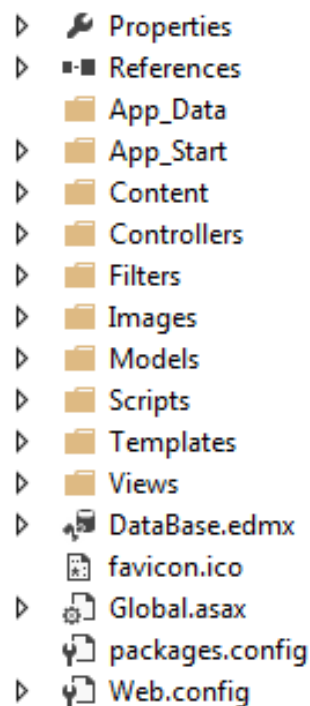 Properties
References
App_Data
App_Start
Content
Controllers
Filters
Images
Models
Scripts
Templates
Views
DataBase.edmx
favicon.ico
Global.asax
packages.config
Web.config